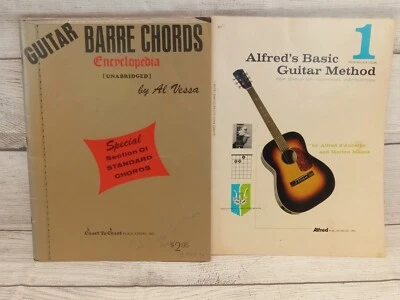 GUITAR
BARRE CHORDS
Encyclopedia
[UNABRIDGED]
by Al Vessa
Special
Section Of
STANDARD
CHORDS
$2.00
1
Alfred's Basic
Guitar Method
Alfred